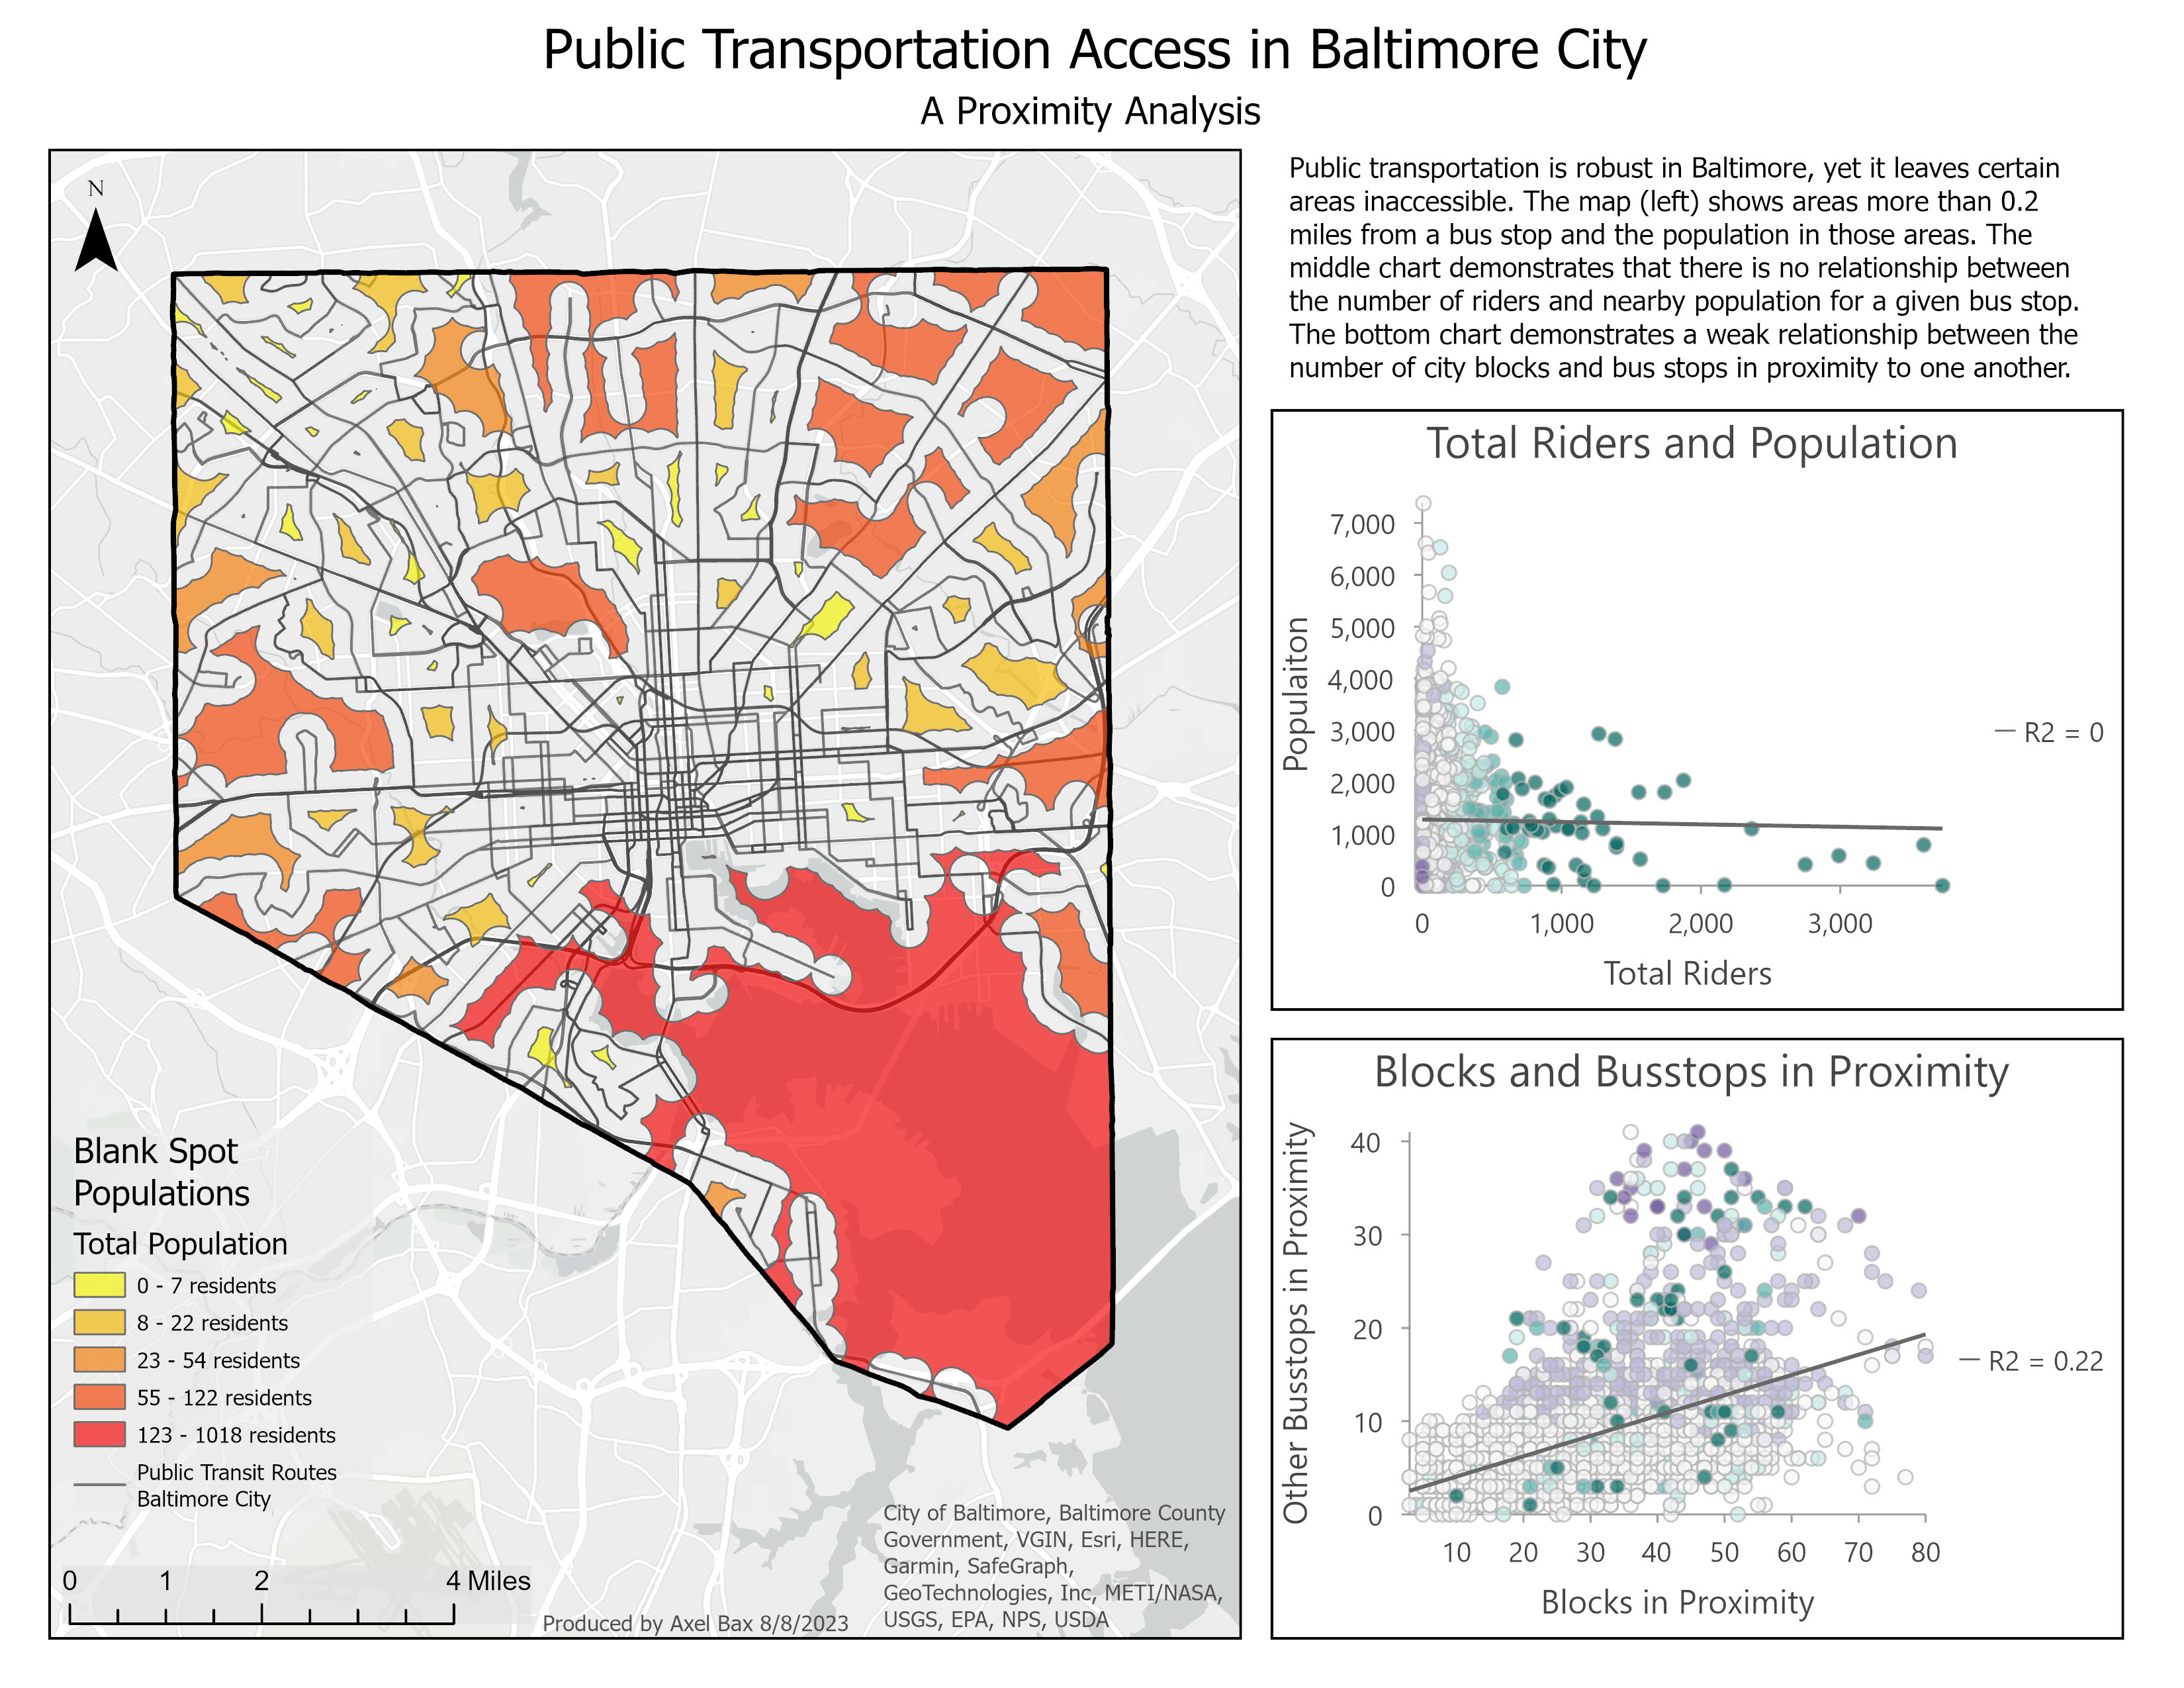 Public Transportation Access in Baltimore City
A Proximity Analysis
N
Blank Spot
Populations
Total Population
0 - 7 residents
8 - 22 residents
23 - 54 residents
55 - 122 residents
123 - 1018 residents
Public Transit Routes
Baltimore City
0 1 2 4 Miles
Produced by Axel Bax 8/8/2023
City of Baltimore, Baltimore County
Government, VGIN, Esri, HERE,
Garmin, SafeGraph,
GeoTechnologies, Inc, METI/NASA,
USGS, EPA, NPS, USDA
Public transportation is robust in Baltimore, yet it leaves certain
areas inaccessible. The map (left) shows areas more than 0.2
miles from a bus stop and the population in those areas. The
middle chart demonstrates that there is no relationship between
the number of riders and nearby population for a given bus stop.
The bottom chart demonstrates a weak relationship between the
number of city blocks and bus stops in proximity to one another.
Total Riders and Population
Populaiton
7,000
6,000
5,000
4,000
3,000
2,000
1,000
0
0 1,000 2,000 3,000
Total Riders
R2 = 0
Blocks and Busstops in Proximity
Other Busstops in Proximity
40
30
20
10
0
10 20 30 40 50 60 70 80
Blocks in Proximity
R2 = 0.22